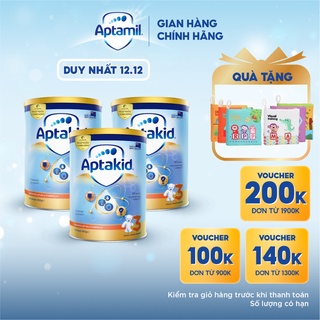 Aptamil
GIAN HÀNG
CHÍNH HÃNG
DUY NHẤT 12.12
QUÀ TẶNG
Aptakid
Aptakid
Aptakid
Visual
training
VOUCHER
200K
ĐƠN TỪ 1900K
VOUCHER
100K
ĐƠN TỪ 900K
VOUCHER
140K
ĐƠN TỪ 1300K
Kiểm tra giỏ hàng trước khi thanh toán
Số lượng có hạn